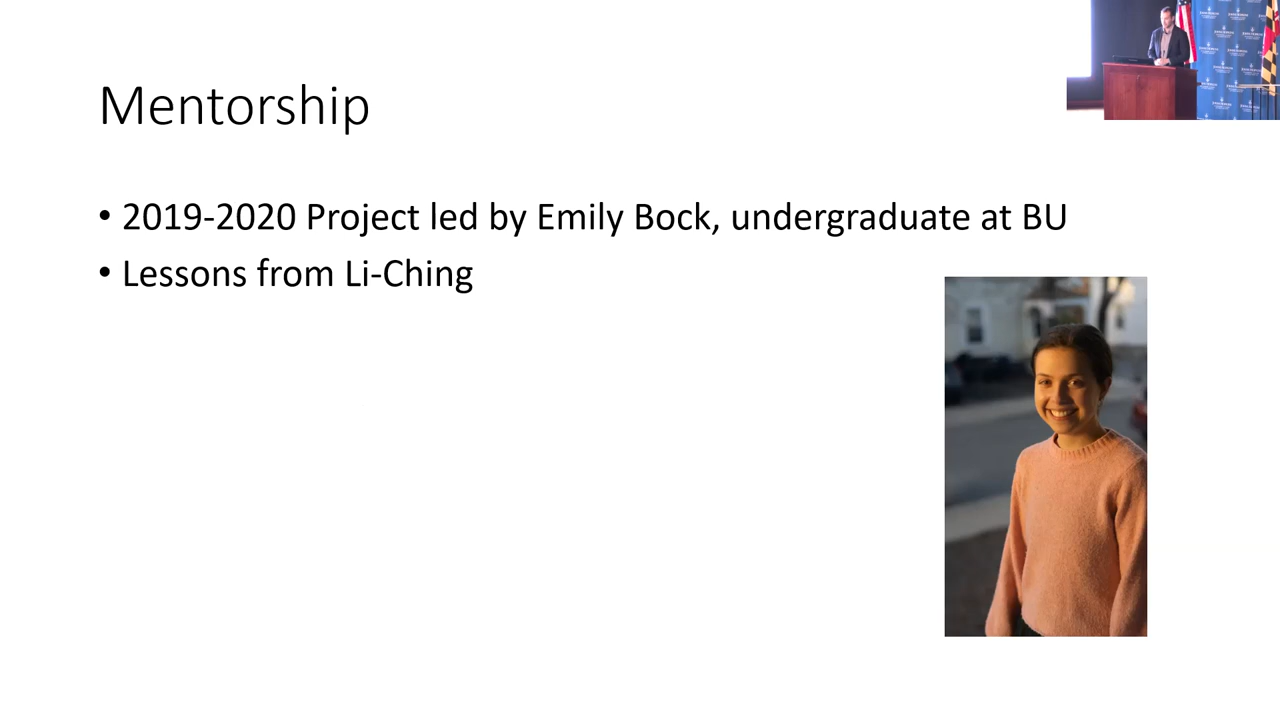 Mentorship
• 2019-2020 Project led by Emily Bock, undergraduate at BU
• Lessons from Li-Ching